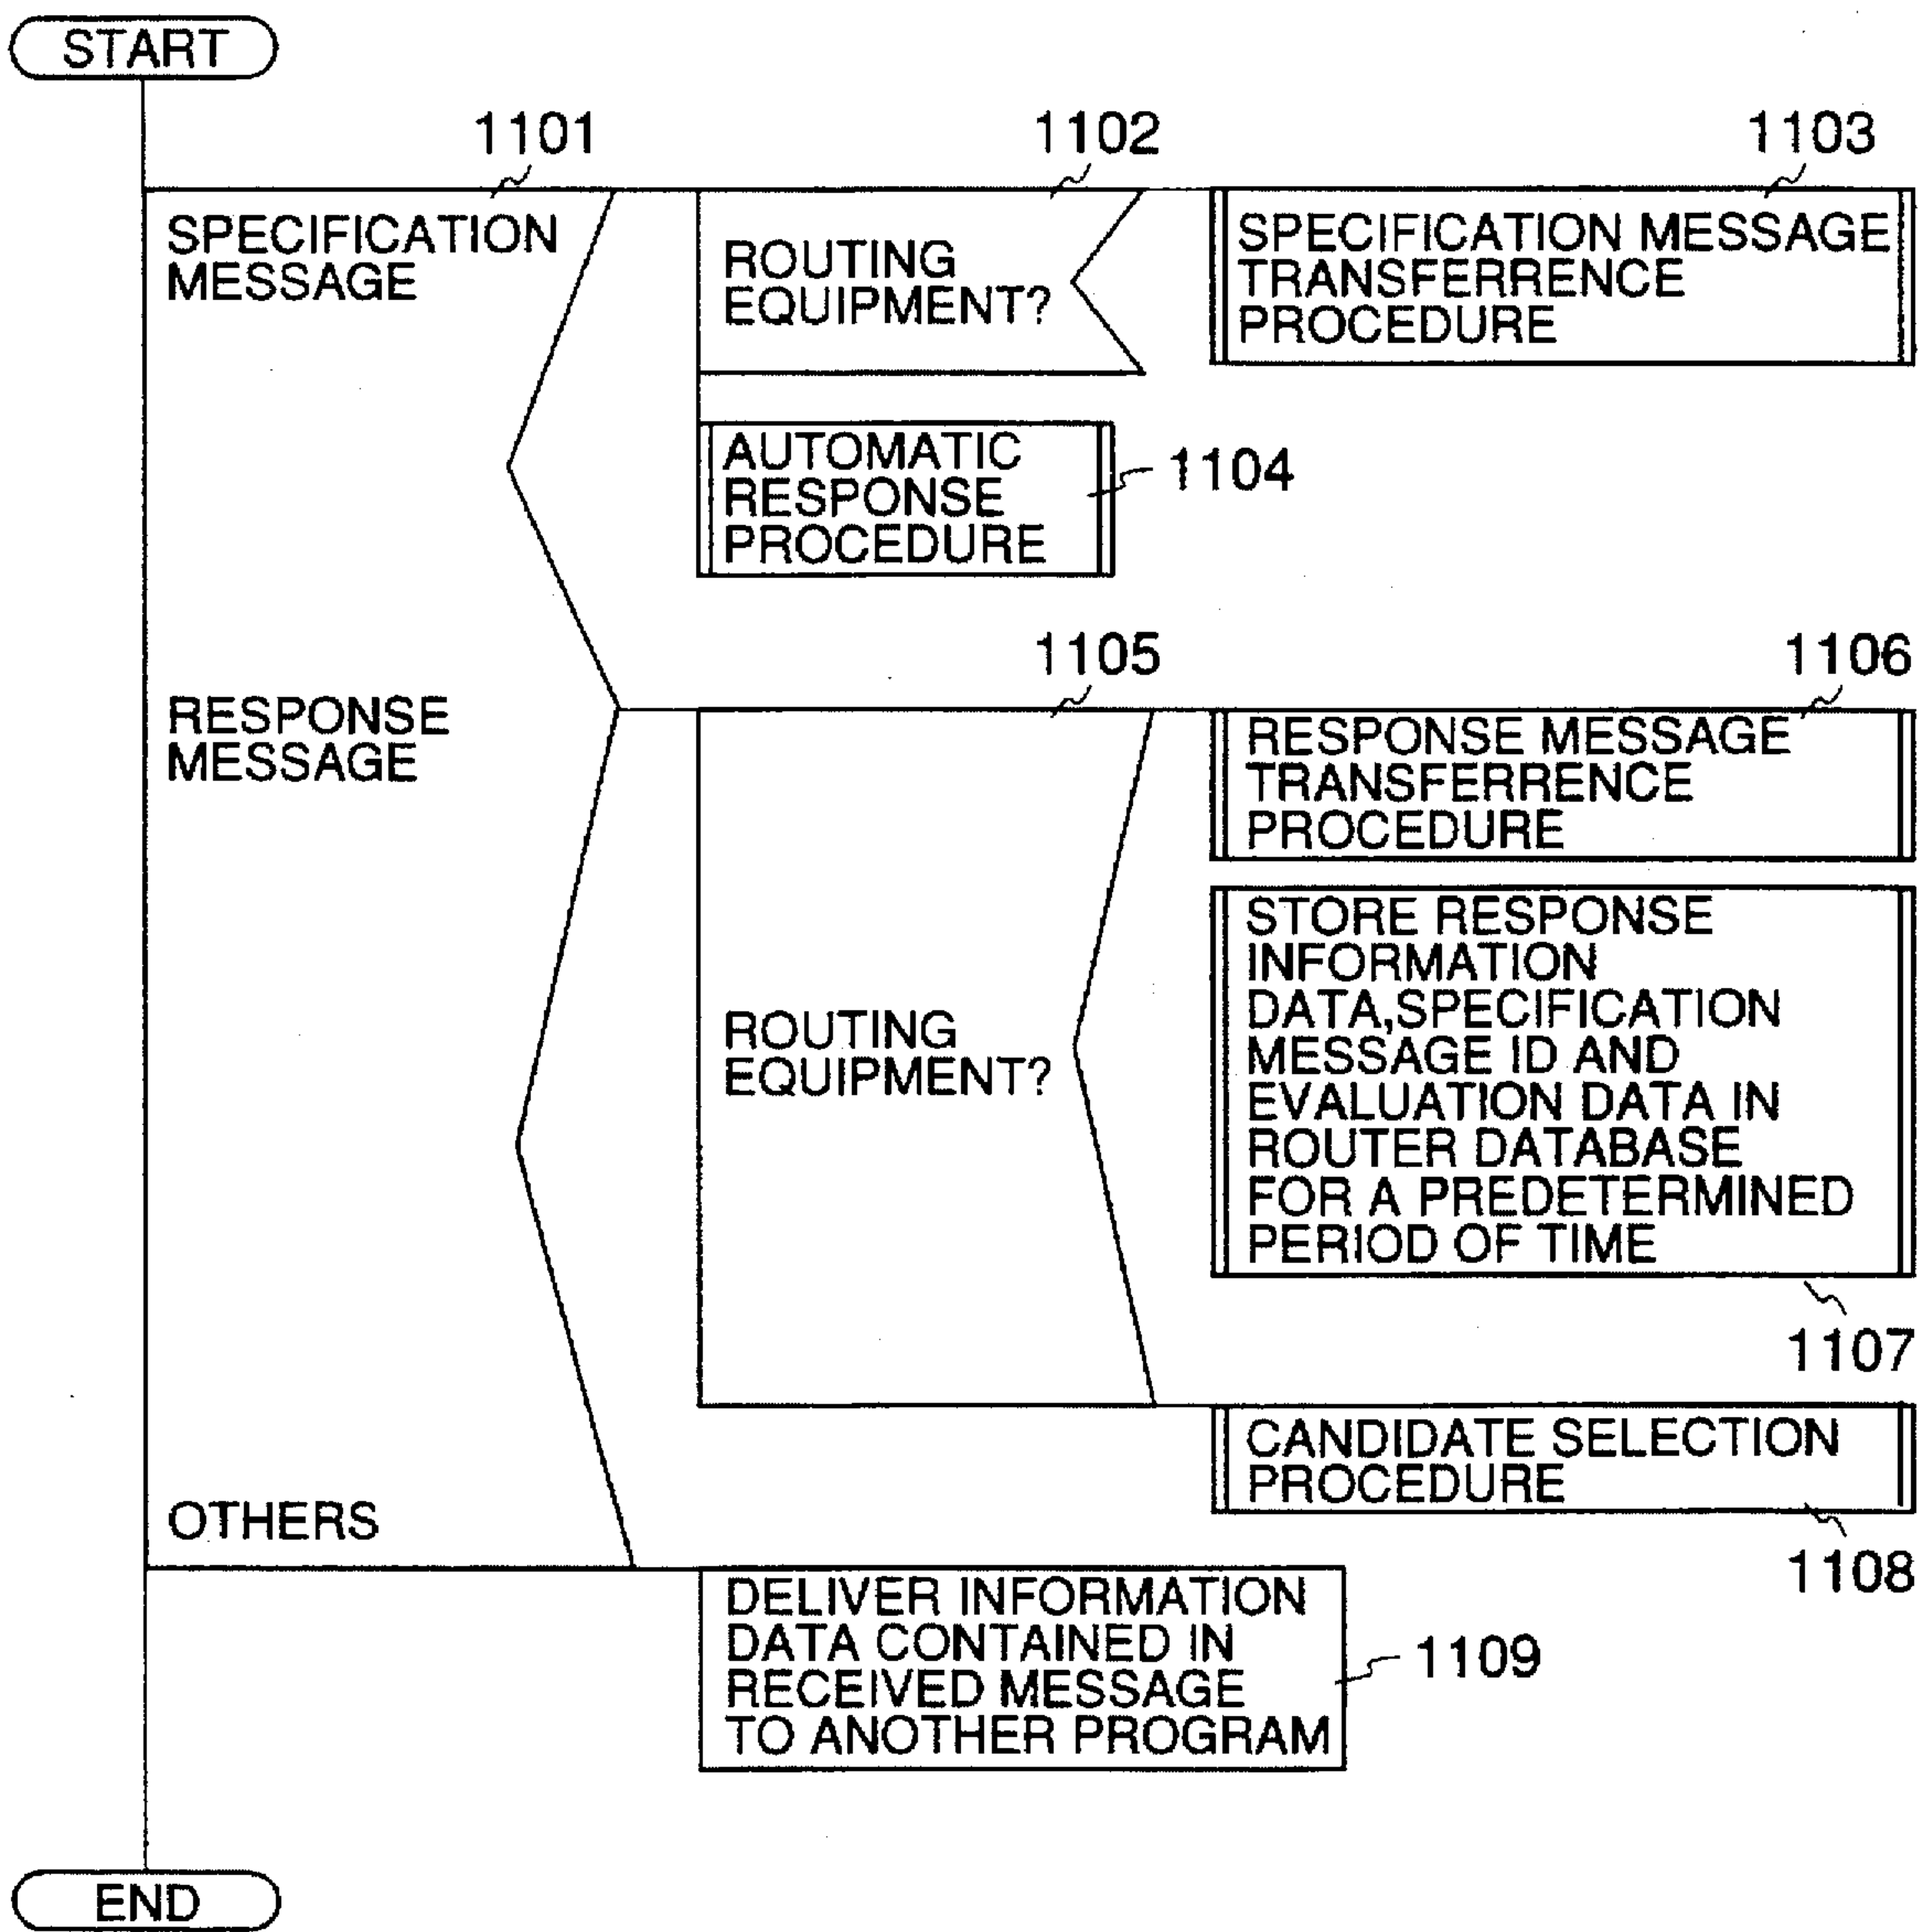 START
1101
1102
1103
SPECIFICATION
MESSAGE
ROUTING
EQUIPMENT?
SPECIFICATION MESSAGE
TRANSFERRENCE
PROCEDURE
AUTOMATIC
RESPONSE
PROCEDURE
1104
1105
1106
RESPONSE
MESSAGE
RESPONSE MESSAGE
TRANSFERRENCE
PROCEDURE
ROUTING
EQUIPMENT?
STORE RESPONSE
INFORMATION
DATA,SPECIFICATION
MESSAGE ID AND
EVALUATION DATA IN
ROUTER DATABASE
FOR A PREDETERMINED
PERIOD OF TIME
1107
CANDIDATE SELECTION
PROCEDURE
1108
OTHERS
DELIVER INFORMATION
DATA CONTAINED IN
RECEIVED MESSAGE
TO ANOTHER PROGRAM
1109
END